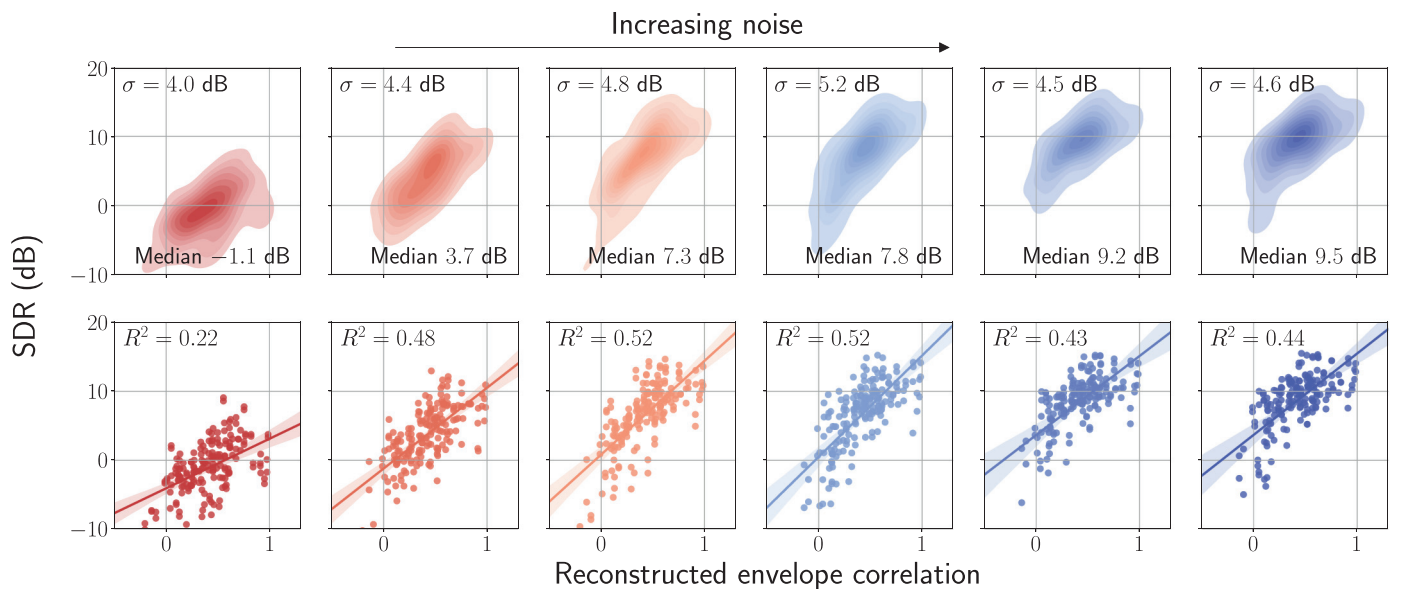 Increasing noise
20
10
0
−10
σ = 4.0 dB
Median −1.1 dB
σ = 4.4 dB
Median 3.7 dB
σ = 4.8 dB
Median 7.3 dB
σ = 5.2 dB
Median 7.8 dB
σ = 4.5 dB
Median 9.2 dB
σ = 4.6 dB
Median 9.5 dB
SDR (dB)
20
10
0
−10
R² = 0.22
0 1
R² = 0.48
0 1
R² = 0.52
0 1
R² = 0.52
0 1
R² = 0.43
0 1
R² = 0.44
0 1
Reconstructed envelope correlation